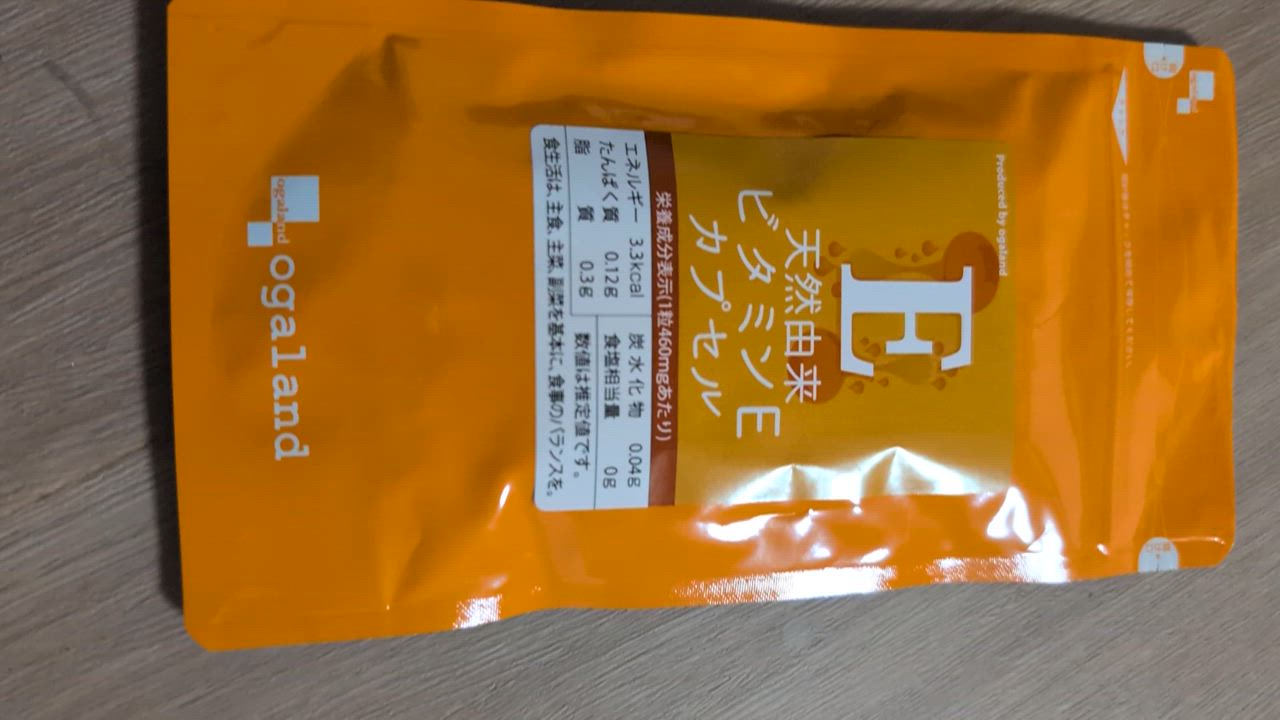 ogaland
Produced by ogaland
E
天然由来
ビタミンE
カプセル
栄養成分表示(1粒460mgあたり)
エネルギー 3.3kcal 炭水化物 0.04g
たんぱく質 0.12g 食塩相当量 0g
脂質 0.3g 数値は推定値です。
食生活は、主食、主菜、副菜を基本に、食事のバランスを。
ogaland
ogaland